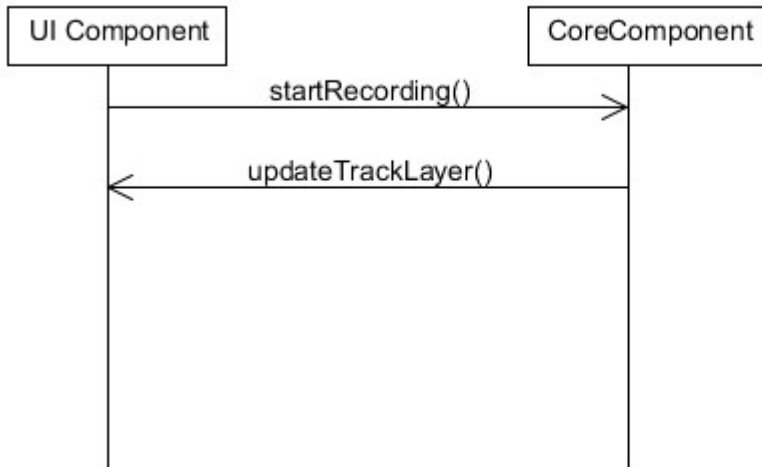 UI Component
CoreComponent
startRecording()
updateTrackLayer()